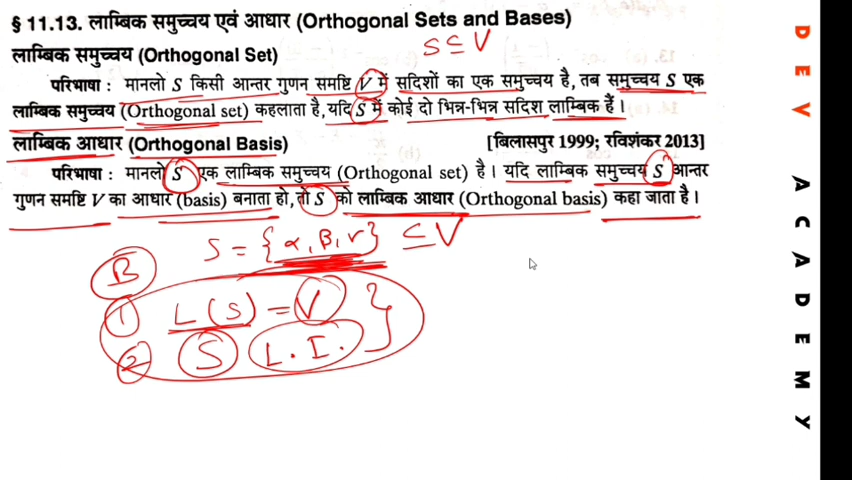 § 11.13. लाम्बिक समुच्चय एवं आधार (Orthogonal Sets and Bases)
लाम्बिक समुच्चय (Orthogonal Set)
S ⊆ V
परिभाषा : मानलो S किसी आन्तर गुणन समष्टि V में सदिशों का एक समुच्चय है, तब समुच्चय S एक
लाम्बिक समुच्चय (Orthogonal set) कहलाता है, यदि S में कोई दो भिन्न-भिन्न सदिश लाम्बिक हैं।
लाम्बिक आधार (Orthogonal Basis) [बिलासपुर 1999; रविशंकर 2013]
परिभाषा : मानलो S एक लाम्बिक समुच्चय (Orthogonal set) है। यदि लाम्बिक समुच्चय S आन्तर
गुणन समष्टि V का आधार (basis) बनाता हो, तो S को लाम्बिक आधार (Orthogonal basis) कहा जाता है।
S = {α, β, γ} ⊆ V
B
1 L(S) = V
2 S L. I. }
DEV ACADEMY